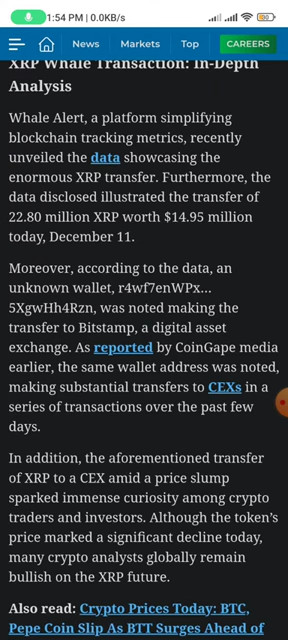 1:54 PM | 0.0KB/s
News Markets Top CAREERS
XRP Whale Transaction: In-Depth
Analysis
Whale Alert, a platform simplifying
blockchain tracking metrics, recently
unveiled the data showcasing the
enormous XRP transfer. Furthermore, the
data disclosed illustrated the transfer of
22.80 million XRP worth $14.95 million
today, December 11.
Moreover, according to the data, an
unknown wallet, r4wf7enWPx...
5XgwHh4Rzn, was noted making the
transfer to Bitstamp, a digital asset
exchange. As reported by CoinGape media
earlier, the same wallet address was noted,
making substantial transfers to CEXs in a
series of transactions over the past few
days.
In addition, the aforementioned transfer
of XRP to a CEX amid a price slump
sparked immense curiosity among crypto
traders and investors. Although the token's
price marked a significant decline today,
many crypto analysts globally remain
bullish on the XRP future.
Also read: Crypto Prices Today: BTC,
Pepe Coin Slip As BTT Surges Ahead of